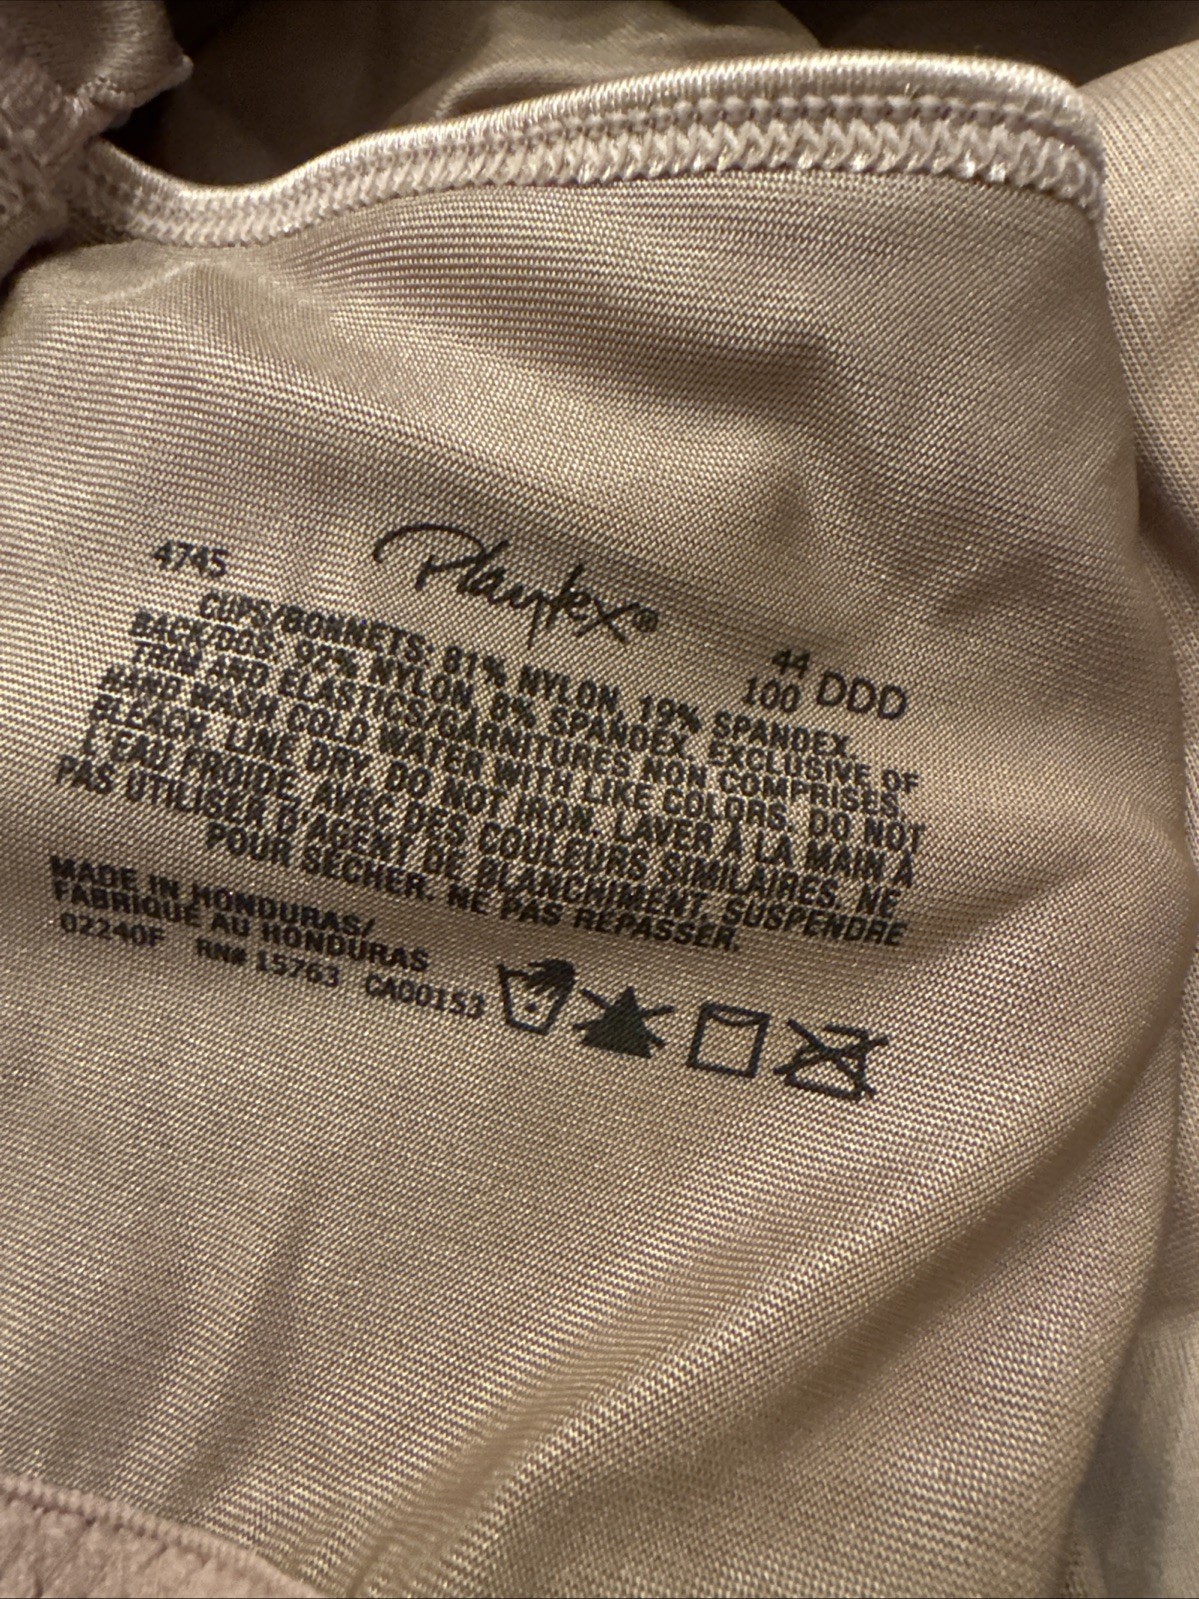 4745
Playtex®
44
100 DDD
CUPS/BONNETS: 81% NYLON, 19% SPANDEX.
BACK/DOS: 92% NYLON, 8% SPANDEX. EXCLUSIVE OF
TRIM AND ELASTICS/GARNITURES NON COMPRISES.
HAND WASH COLD WATER WITH LIKE COLORS. DO NOT
BLEACH. LINE DRY. DO NOT IRON. LAVER À LA MAIN À
L'EAU FROIDE, AVEC DES COULEURS SIMILAIRES. NE
PAS UTILISER D'AGENT DE BLANCHIMENT. SUSPENDRE
POUR SÉCHER. NE PAS REPASSER.
MADE IN HONDURAS/
FABRIQUÉ AU HONDURAS
02240F RN# 15763 CA00153